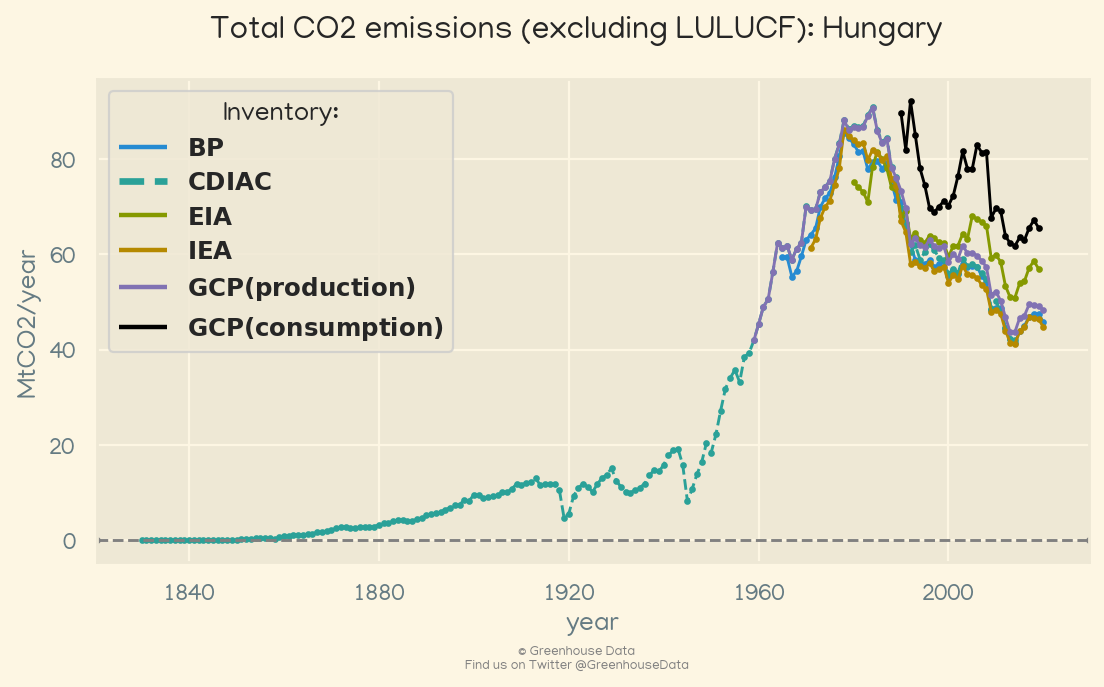 Total CO2 emissions (excluding LULUCF): Hungary
Inventory:
BP
CDIAC
EIA
IEA
GCP(production)
GCP(consumption)
MtCO2/year
80
60
40
20
0
1840 1880 1920 1960 2000
year
© Greenhouse Data
Find us on Twitter @GreenhouseData